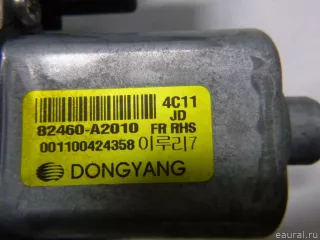 4C11
JD
82460-A2010 FR RHS
001100424358 이루리7
DONGYANG
© eaural.ru